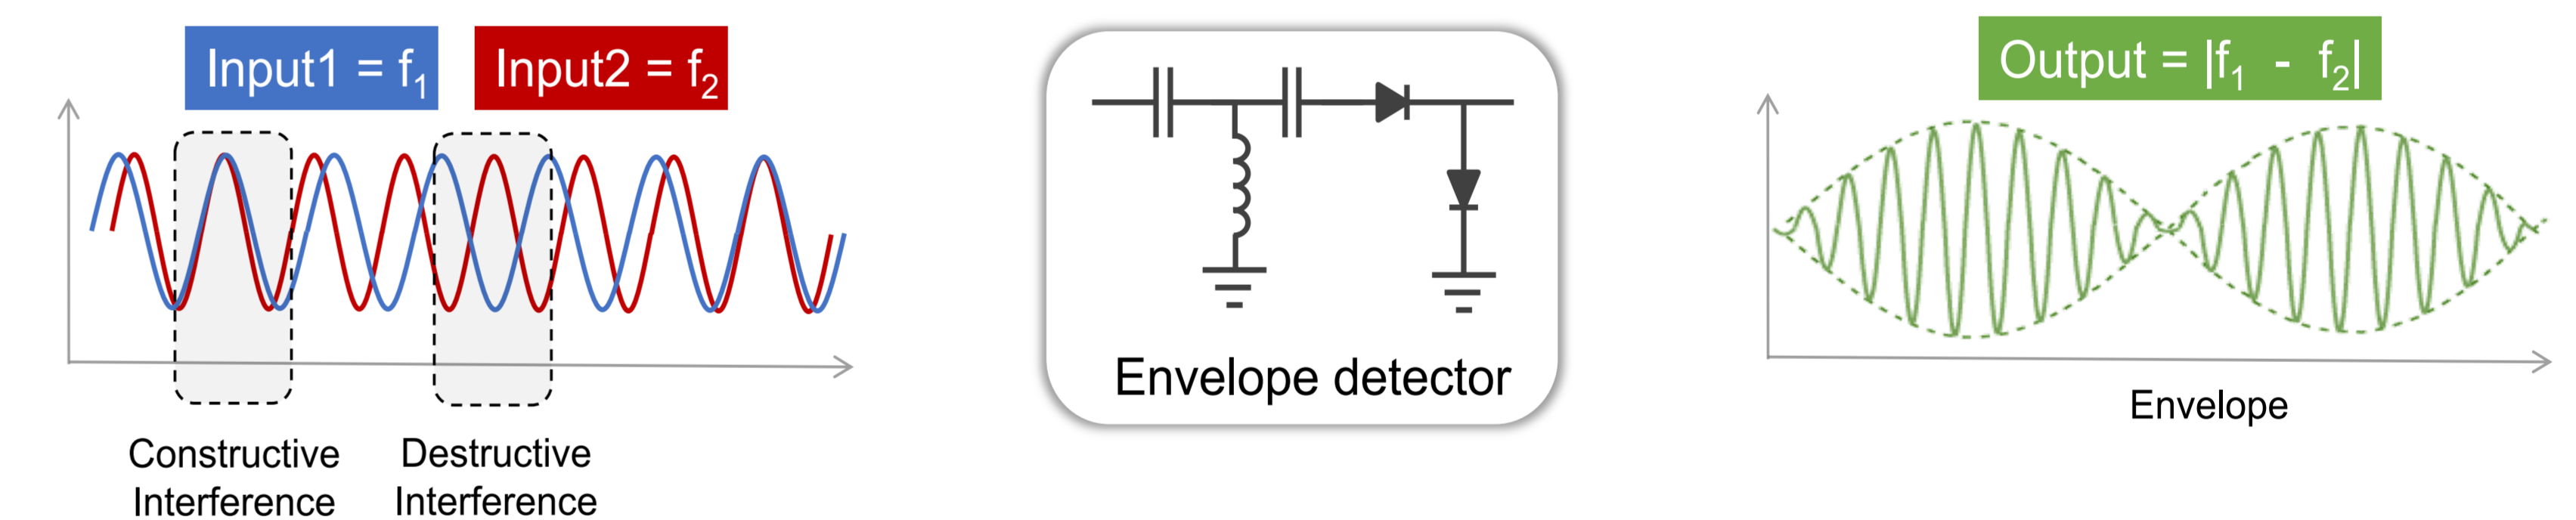 Input1 = f₁
Input2 = f₂
Constructive
Interference
Destructive
Interference
Envelope detector
Output = |f₁ - f₂|
Envelope